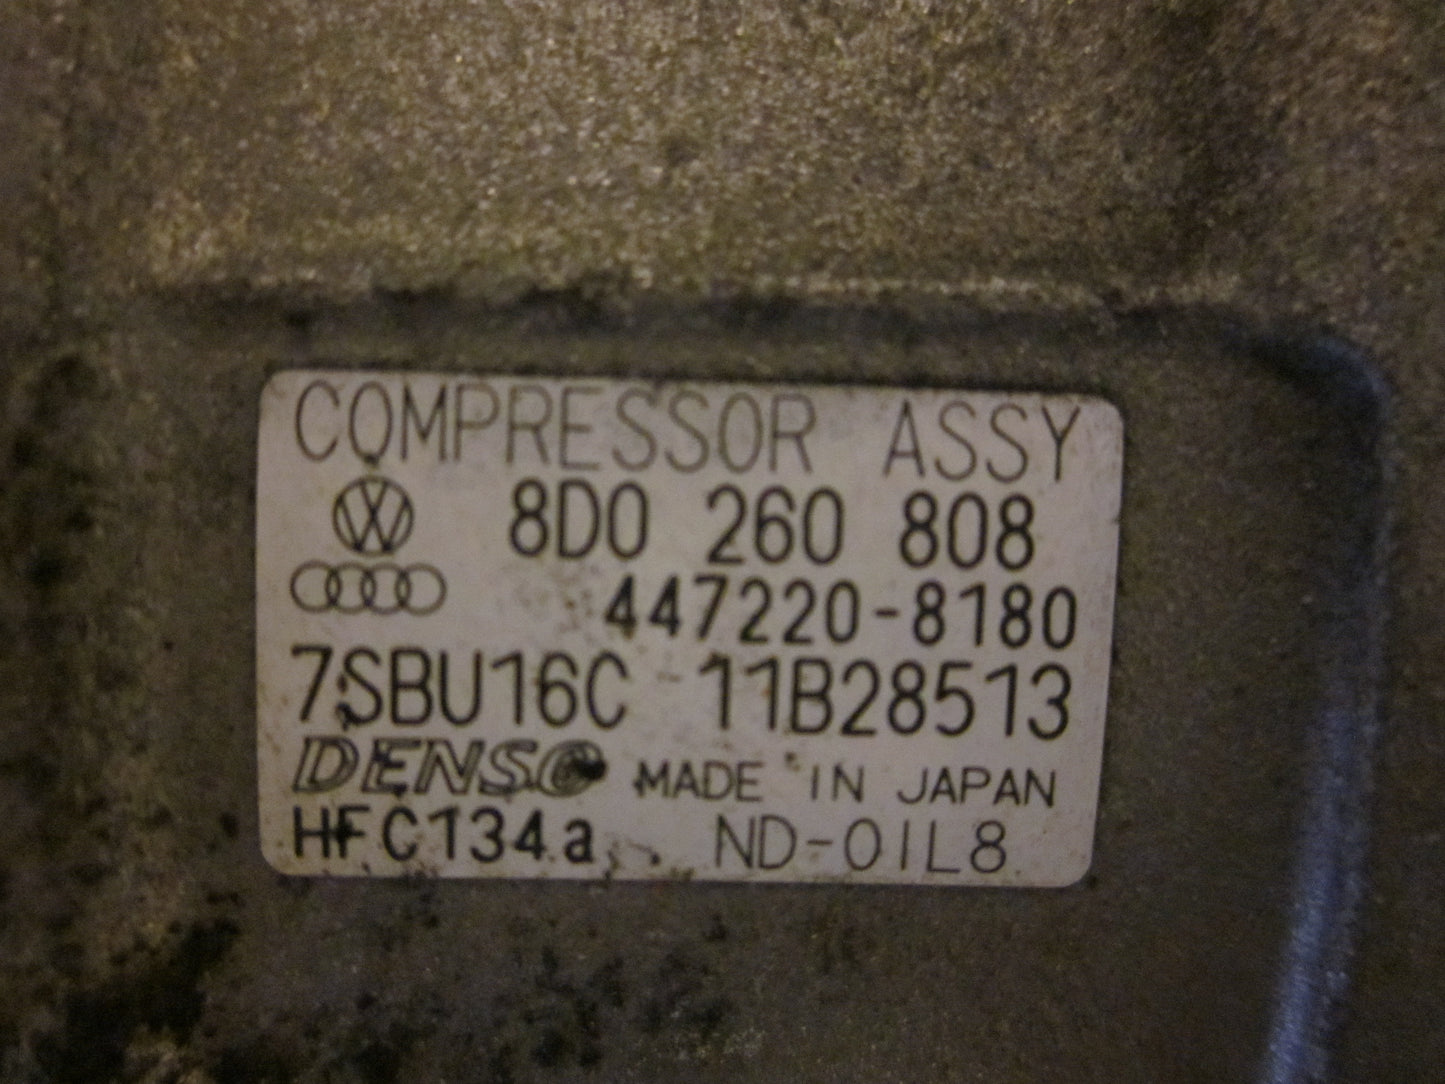 COMPRESSOR ASSY
8D0 260 808
447220-8180
7SBU16C 11B28513
DENSO MADE IN JAPAN
HFC134a ND-OIL8